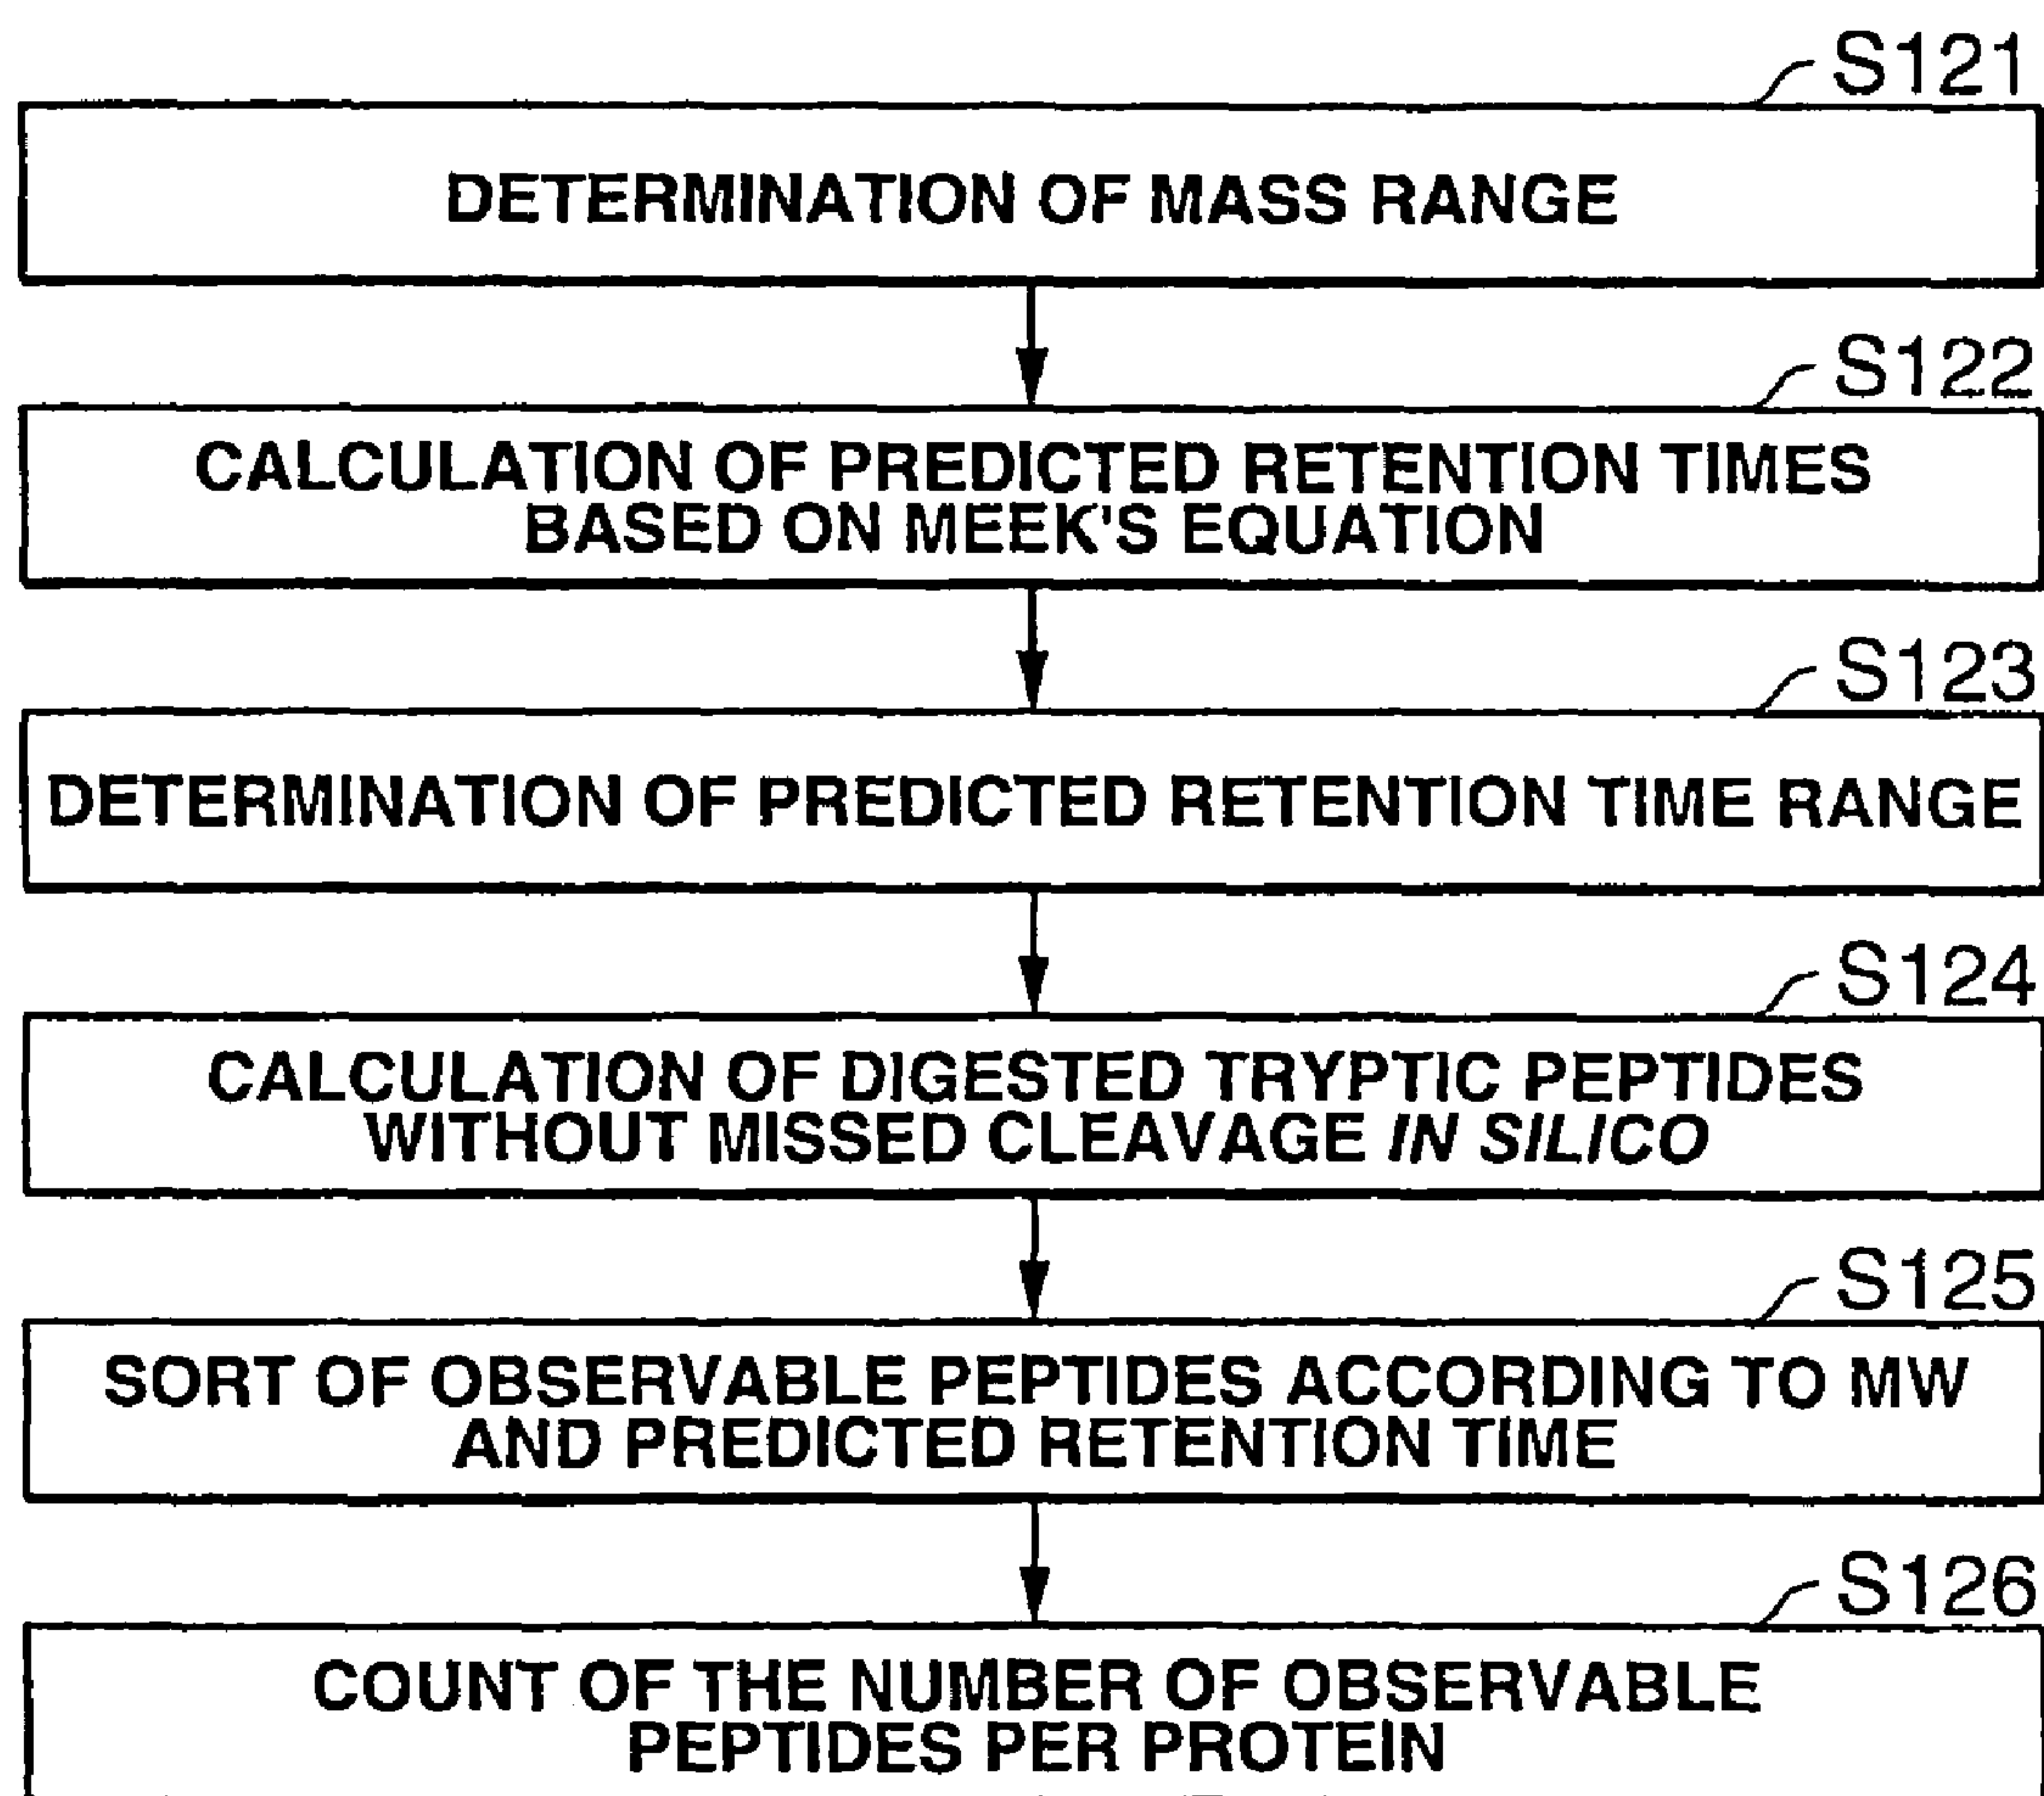 S121
DETERMINATION OF MASS RANGE
S122
CALCULATION OF PREDICTED RETENTION TIMES
BASED ON MEEK'S EQUATION
S123
DETERMINATION OF PREDICTED RETENTION TIME RANGE
S124
CALCULATION OF DIGESTED TRYPTIC PEPTIDES
WITHOUT MISSED CLEAVAGE IN SILICO
S125
SORT OF OBSERVABLE PEPTIDES ACCORDING TO MW
AND PREDICTED RETENTION TIME
S126
COUNT OF THE NUMBER OF OBSERVABLE
PEPTIDES PER PROTEIN